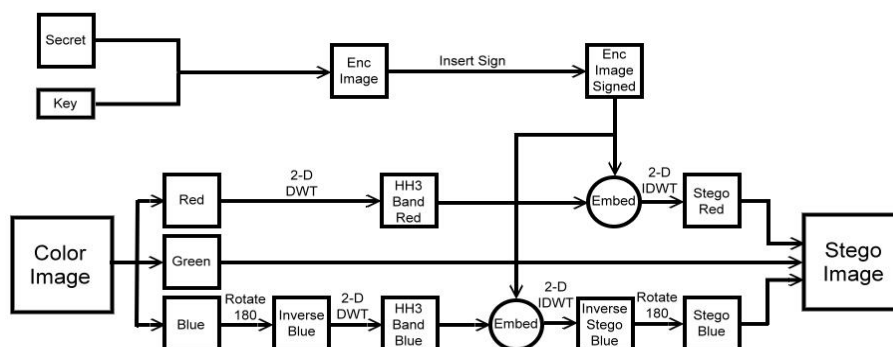 Secret
Key
Enc
Image
Insert Sign
Enc
Image
Signed
Color
Image
Red
2-D
DWT
HH3
Band
Red
Embed
2-D
IDWT
Stego
Red
Green
Stego
Image
Blue
Rotate
180
Inverse
Blue
2-D
DWT
HH3
Band
Blue
Embed
2-D
IDWT
Inverse
Stego
Blue
Rotate
180
Stego
Blue